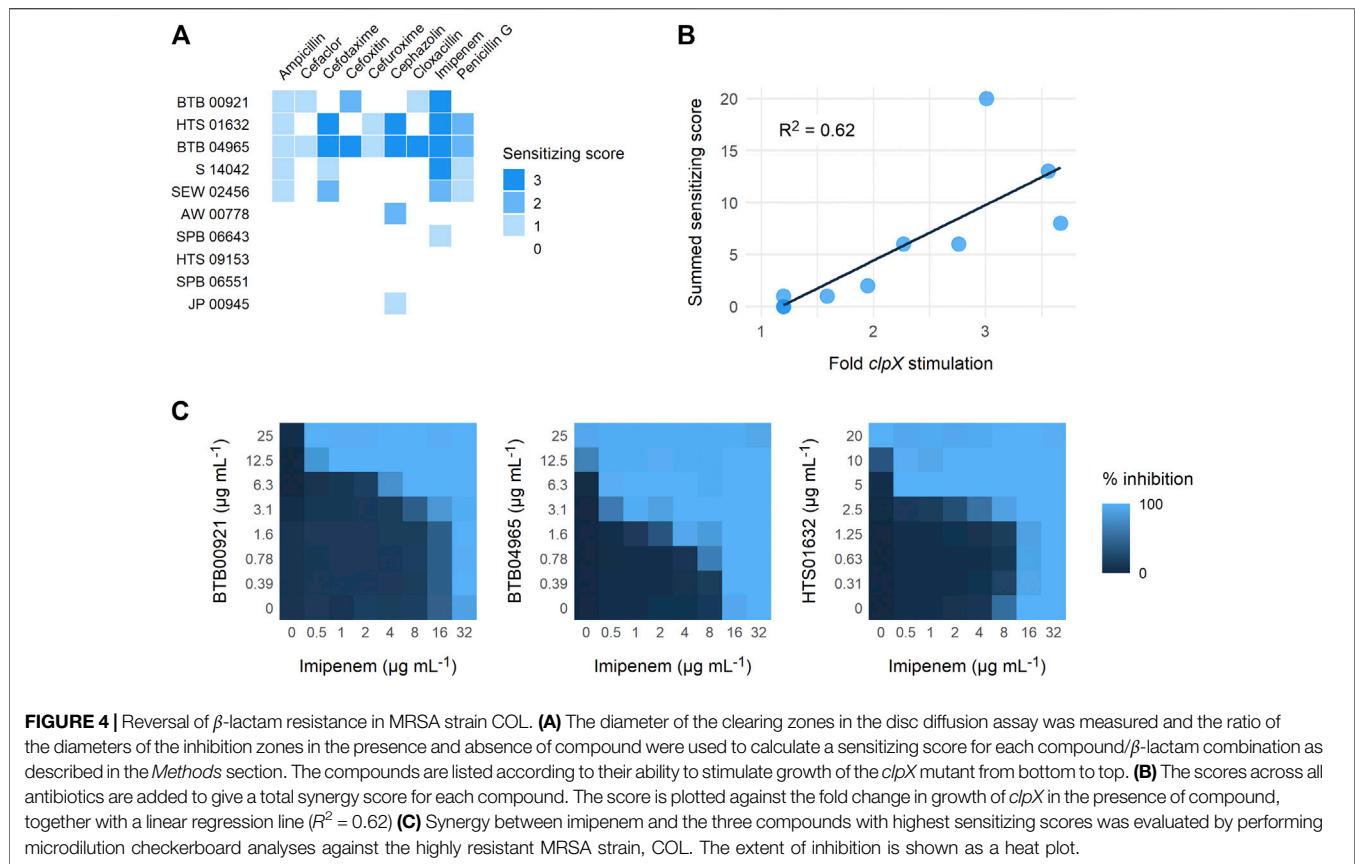 A
Ampicillin
Cefaclor
Cefotaxime
Cefoxitin
Cefuroxime
Cephazolin
Cloxacillin
Imipenem
Penicillin G
BTB 00921
HTS 01632
BTB 04965
S 14042
SEW 02456
AW 00778
SPB 06643
HTS 09153
SPB 06551
JP 00945
Sensitizing score
3
2
1
0
B
Summed sensitizing score
20
15
10
5
0
R² = 0.62
1 2 3
Fold clpX stimulation
C
BTB00921 (µg mL⁻¹)
25
12.5
6.3
3.1
1.6
0.78
0.39
0
0 0.5 1 2 4 8 16 32
Imipenem (µg mL⁻¹)
BTB04965 (µg mL⁻¹)
25
12.5
6.3
3.1
1.6
0.78
0.39
0
0 0.5 1 2 4 8 16 32
Imipenem (µg mL⁻¹)
HTS01632 (µg mL⁻¹)
20
10
5
2.5
1.25
0.63
0.31
0
0 0.5 1 2 4 8 16 32
Imipenem (µg mL⁻¹)
% inhibition
100
0
FIGURE 4 | Reversal of β-lactam resistance in MRSA strain COL. (A) The diameter of the clearing zones in the disc diffusion assay was measured and the ratio of
the diameters of the inhibition zones in the presence and absence of compound were used to calculate a sensitizing score for each compound/β-lactam combination as
described in the Methods section. The compounds are listed according to their ability to stimulate growth of the clpX mutant from bottom to top. (B) The scores across all
antibiotics are added to give a total synergy score for each compound. The score is plotted against the fold change in growth of clpX in the presence of compound,
together with a linear regression line (R² = 0.62) (C) Synergy between imipenem and the three compounds with highest sensitizing scores was evaluated by performing
microdilution checkerboard analyses against the highly resistant MRSA strain, COL. The extent of inhibition is shown as a heat plot.